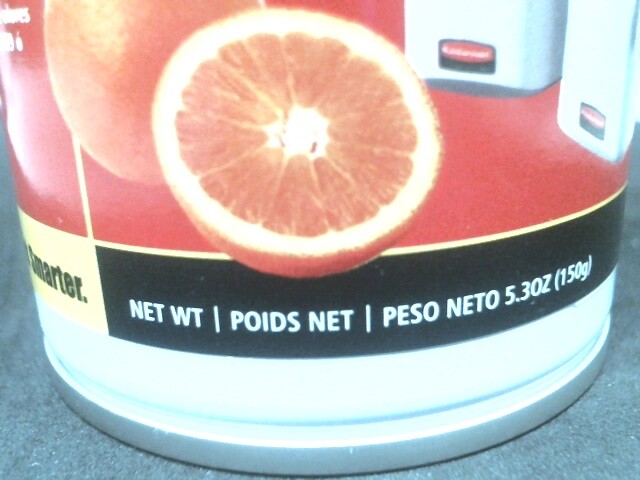 Smarter.
NET WT | POIDS NET | PESO NETO 5.3OZ (150g)